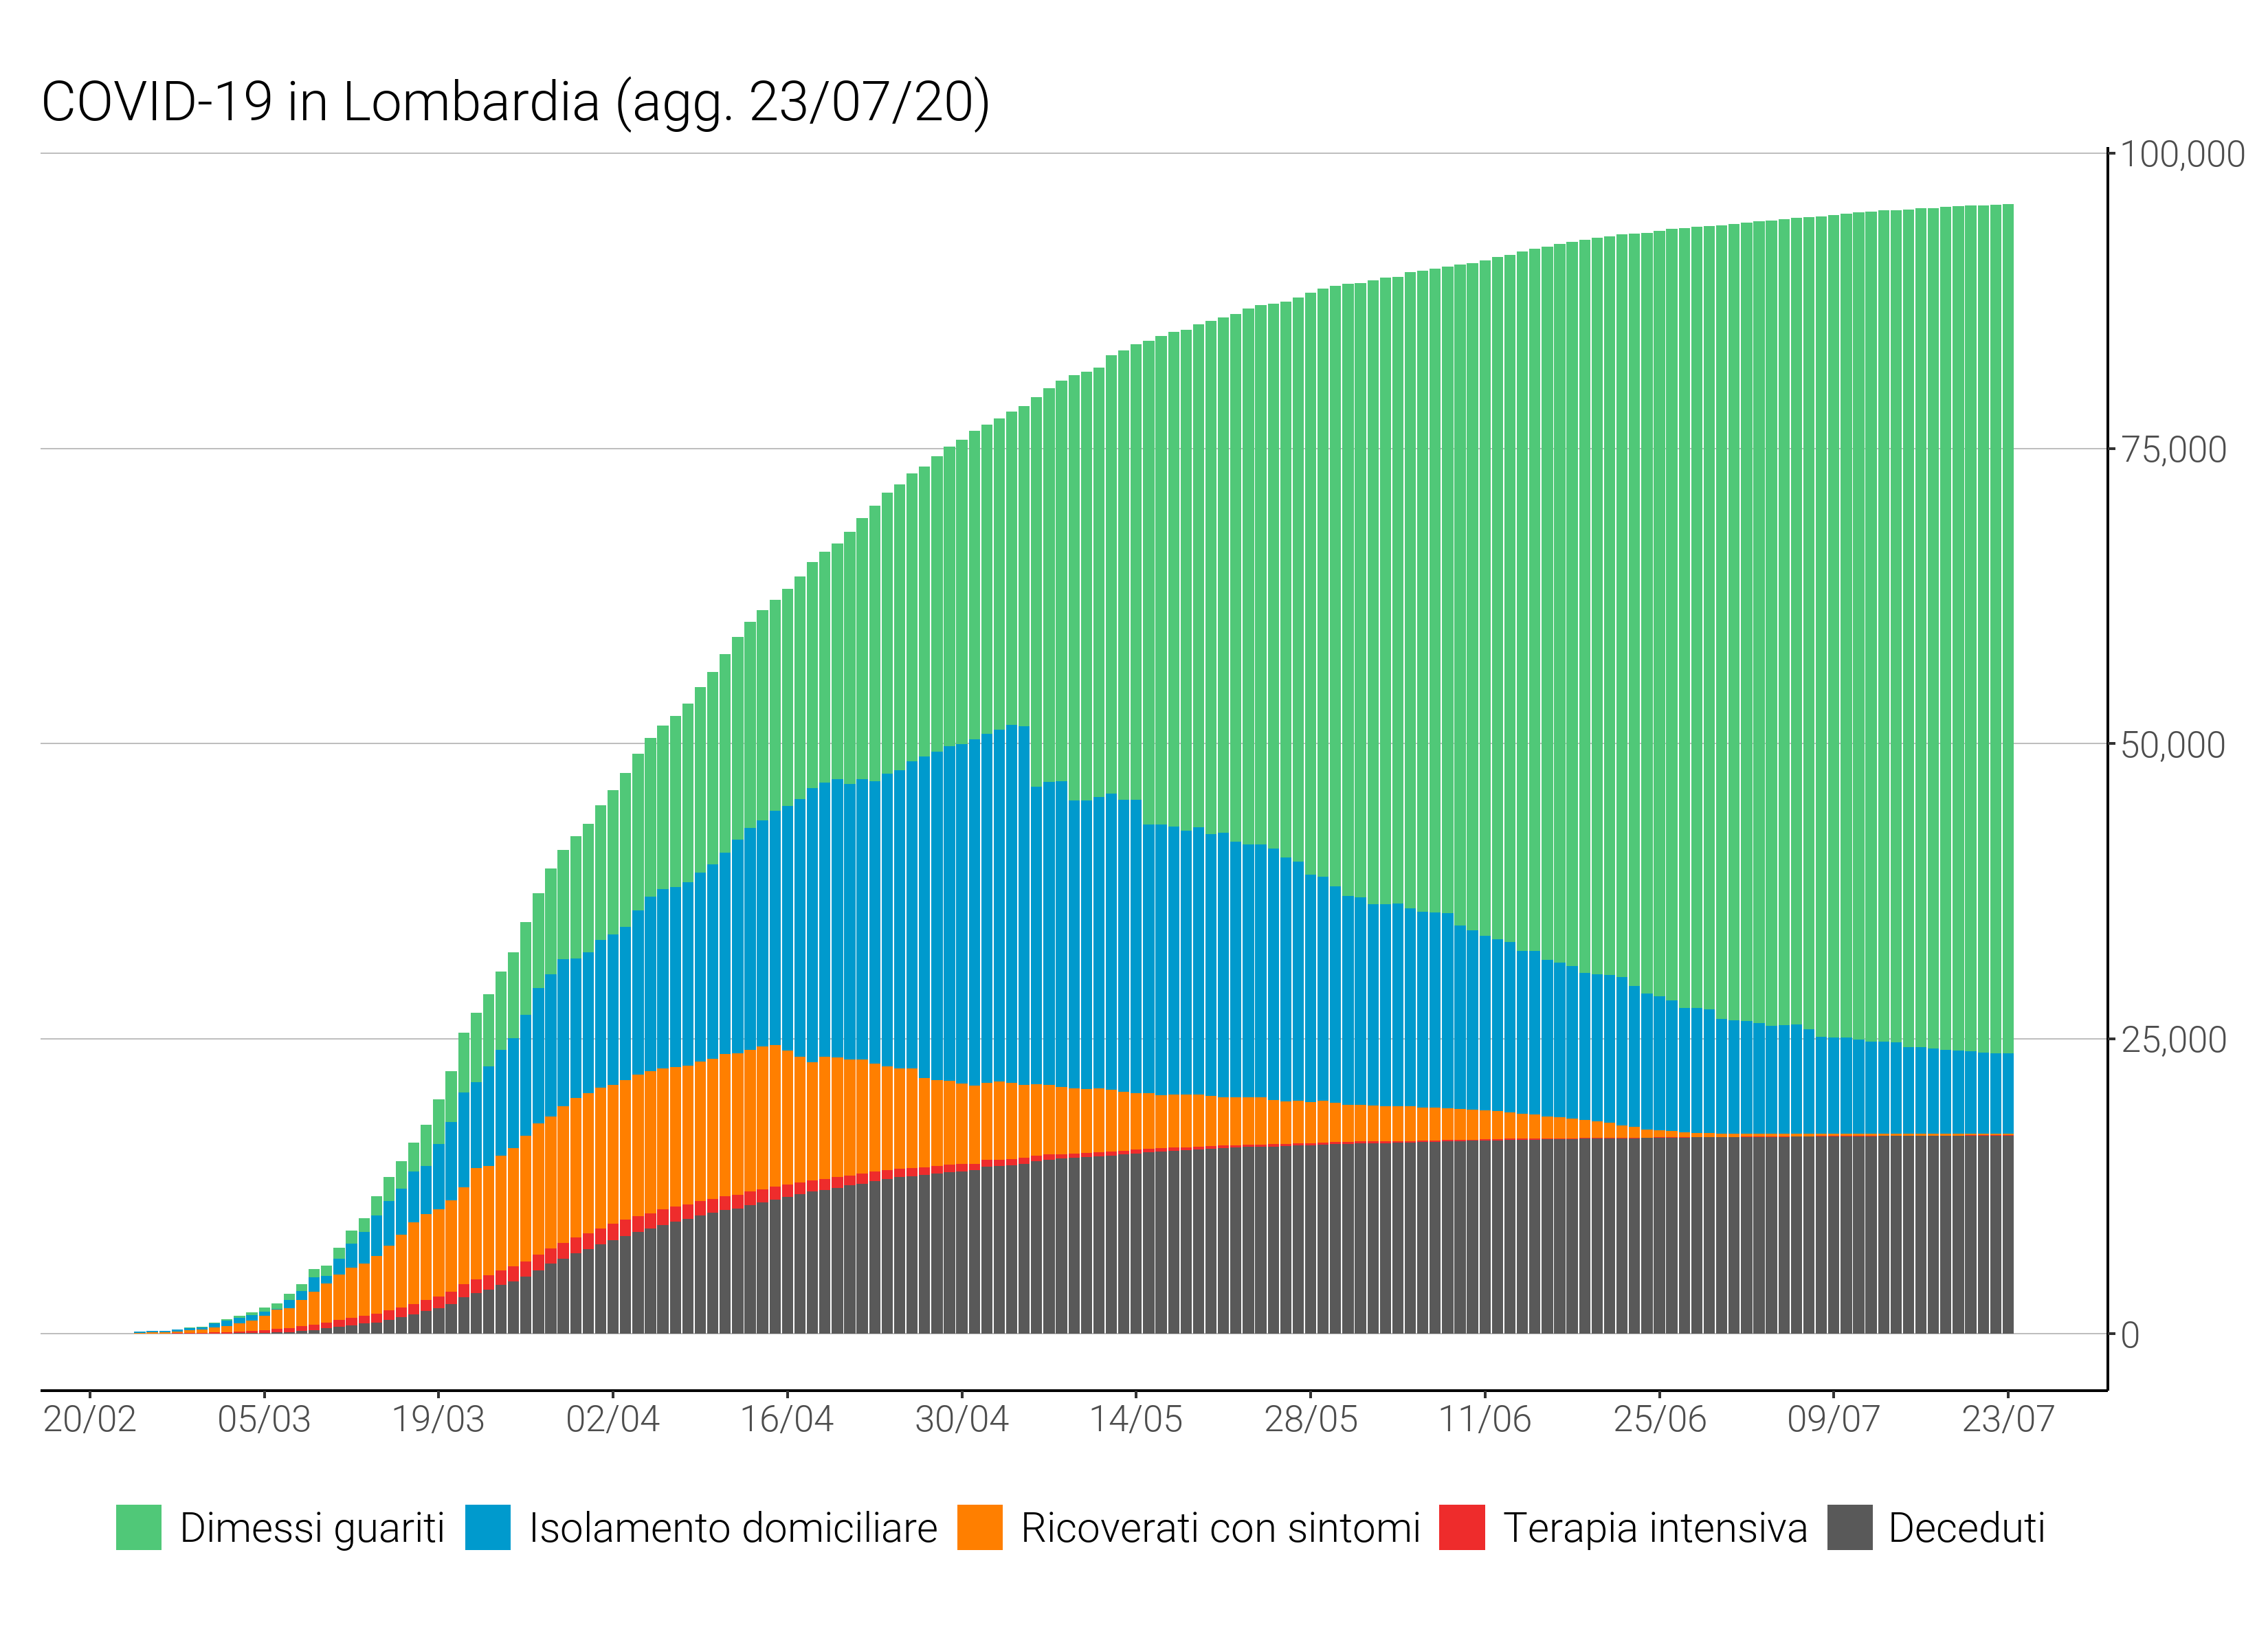 COVID-19 in Lombardia (agg. 23/07/20)
100,000
75,000
50,000
25,000
0
20/02 05/03 19/03 02/04 16/04 30/04 14/05 28/05 11/06 25/06 09/07 23/07
Dimessi guariti Isolamento domiciliare Ricoverati con sintomi Terapia intensiva Deceduti